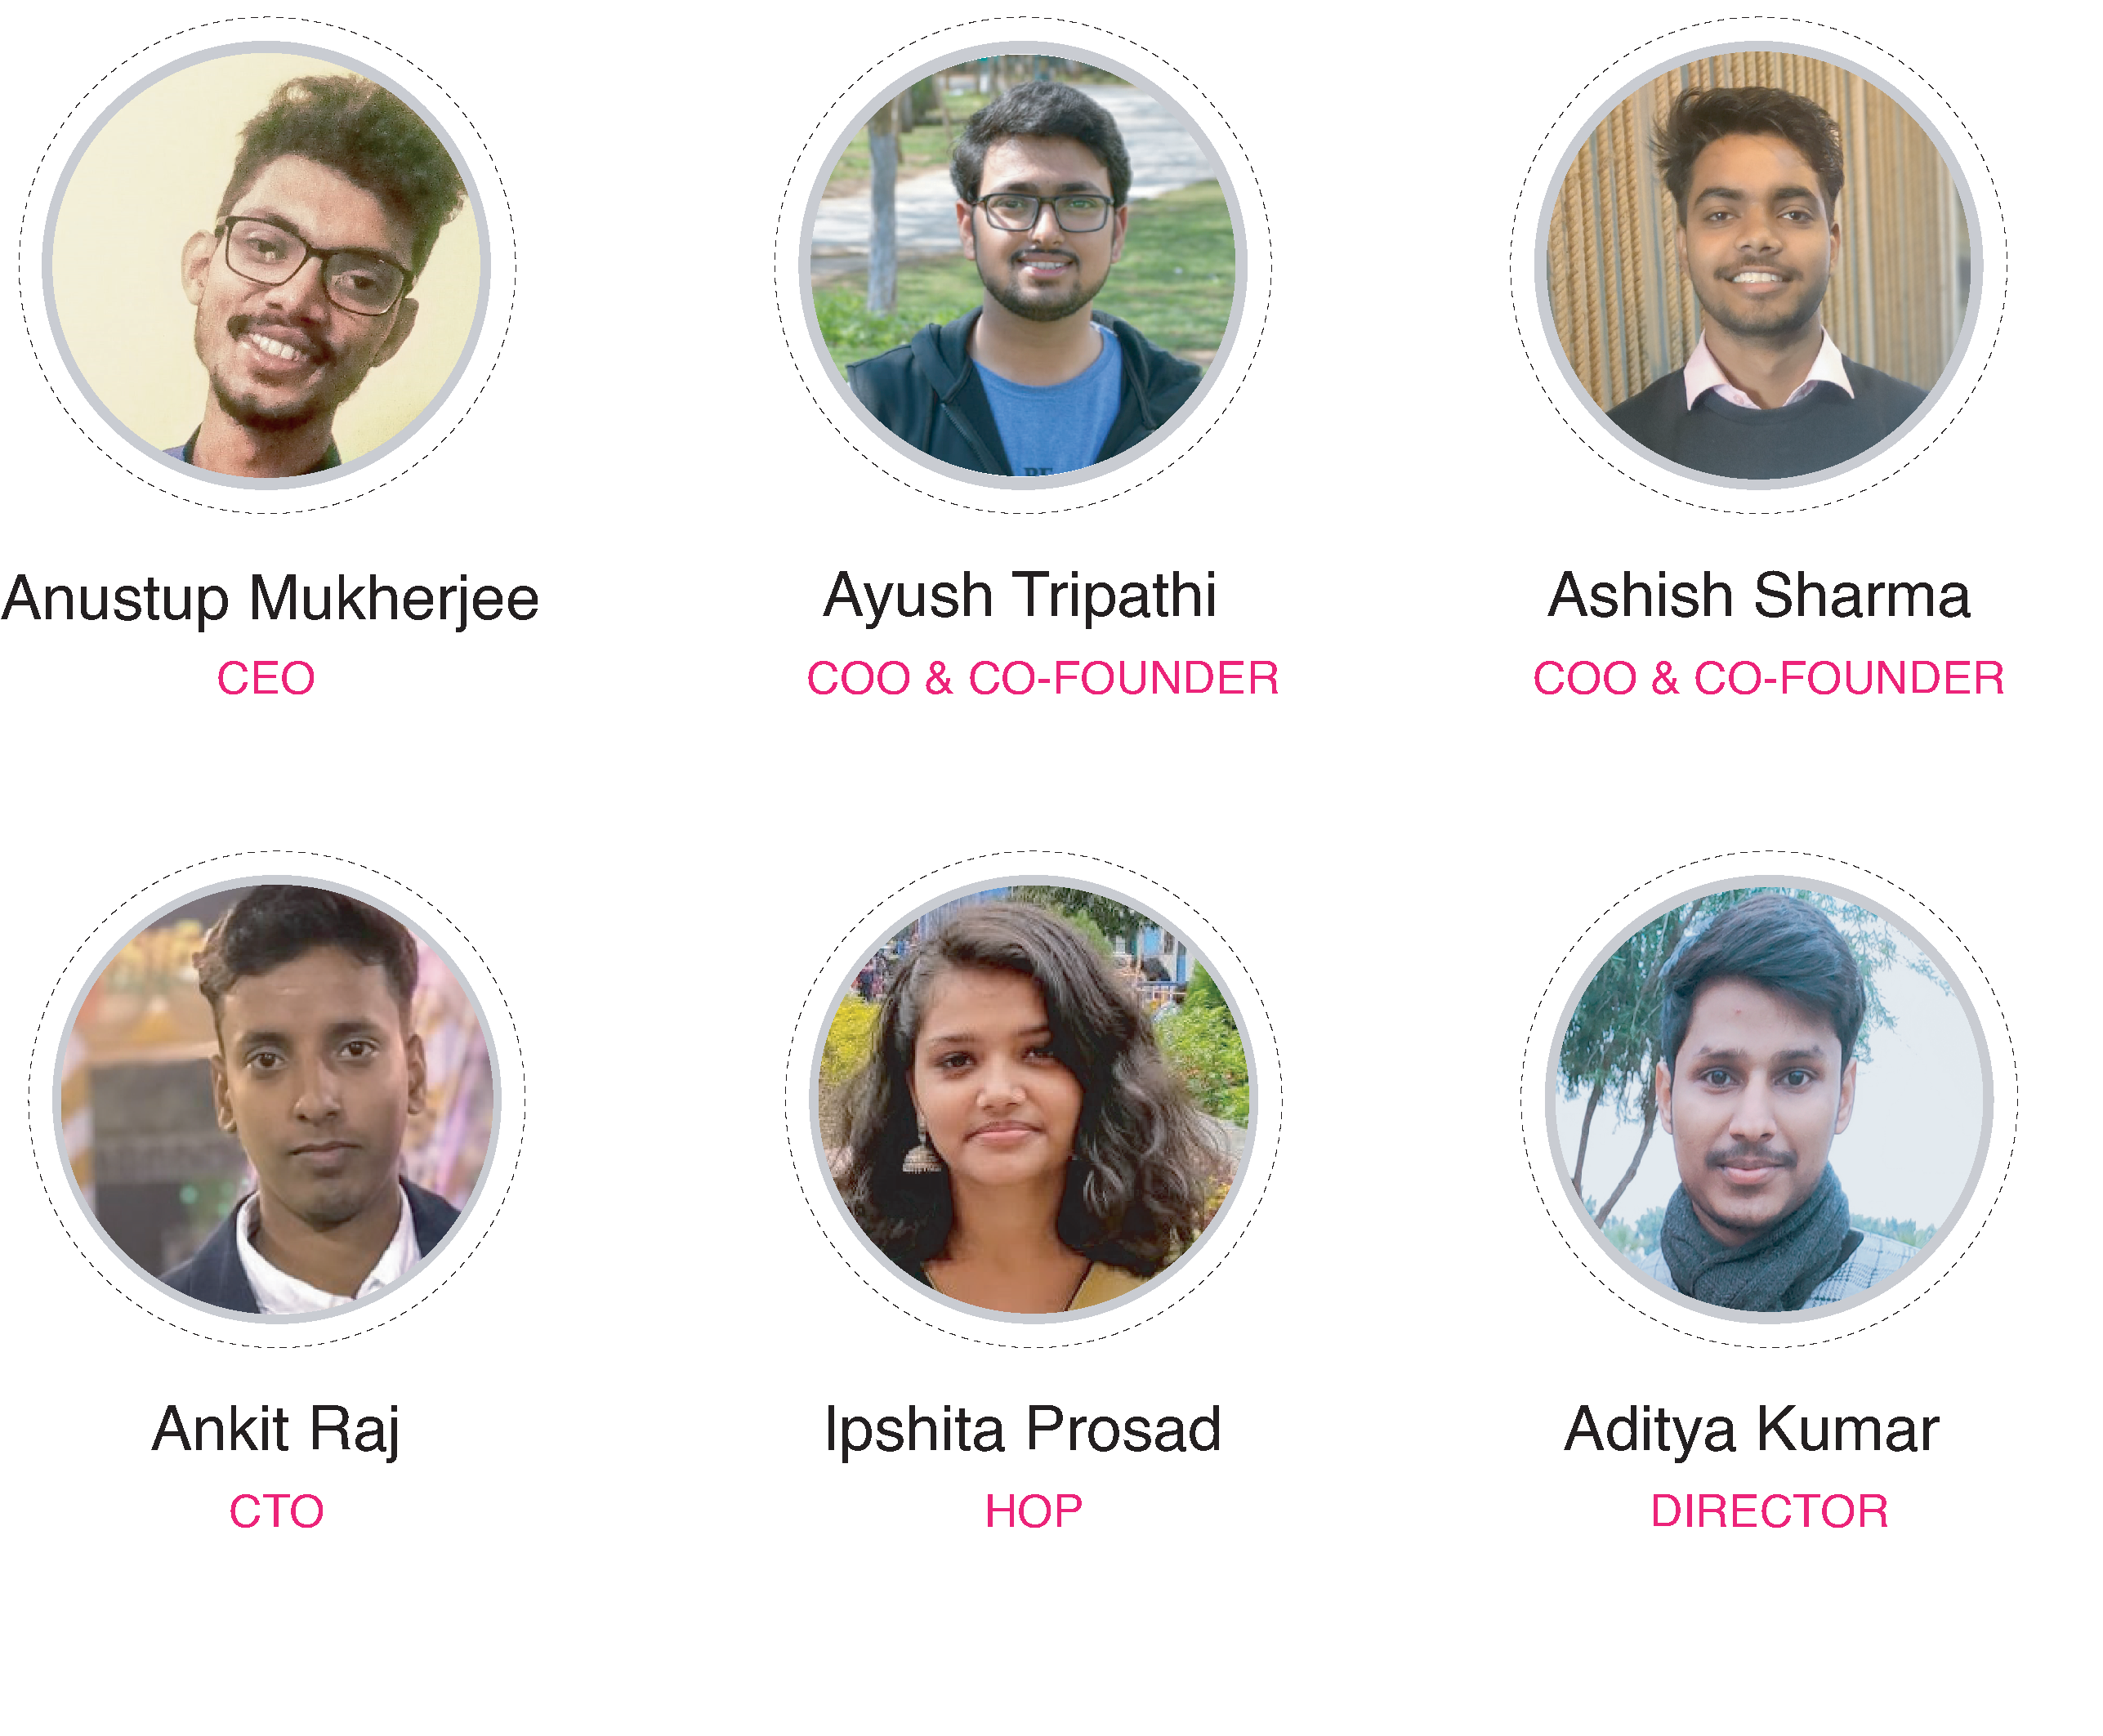 Anustup Mukherjee
CEO
Ayush Tripathi
COO & CO-FOUNDER
Ashish Sharma
COO & CO-FOUNDER
Ankit Raj
CTO
Ipshita Prosad
HOP
Aditya Kumar
DIRECTOR